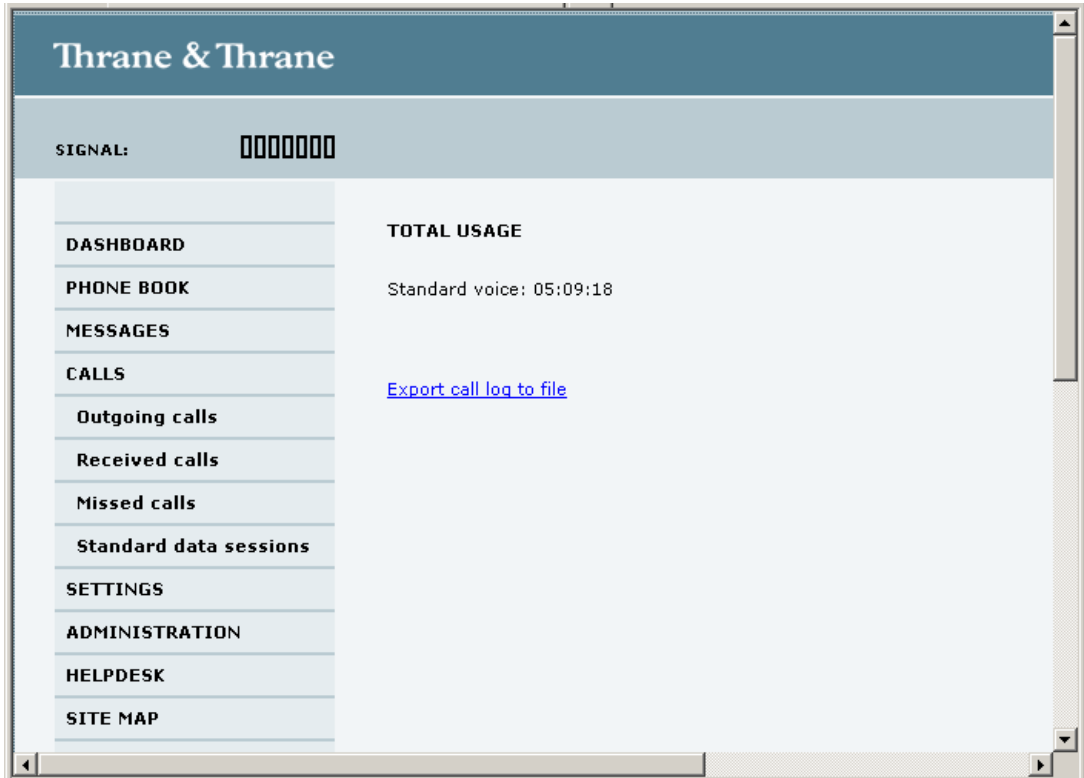 Thrane & Thrane
SIGNAL:
DASHBOARD
PHONE BOOK
MESSAGES
CALLS
Outgoing calls
Received calls
Missed calls
Standard data sessions
SETTINGS
ADMINISTRATION
HELPDESK
SITE MAP
TOTAL USAGE
Standard voice: 05:09:18
Export call log to file